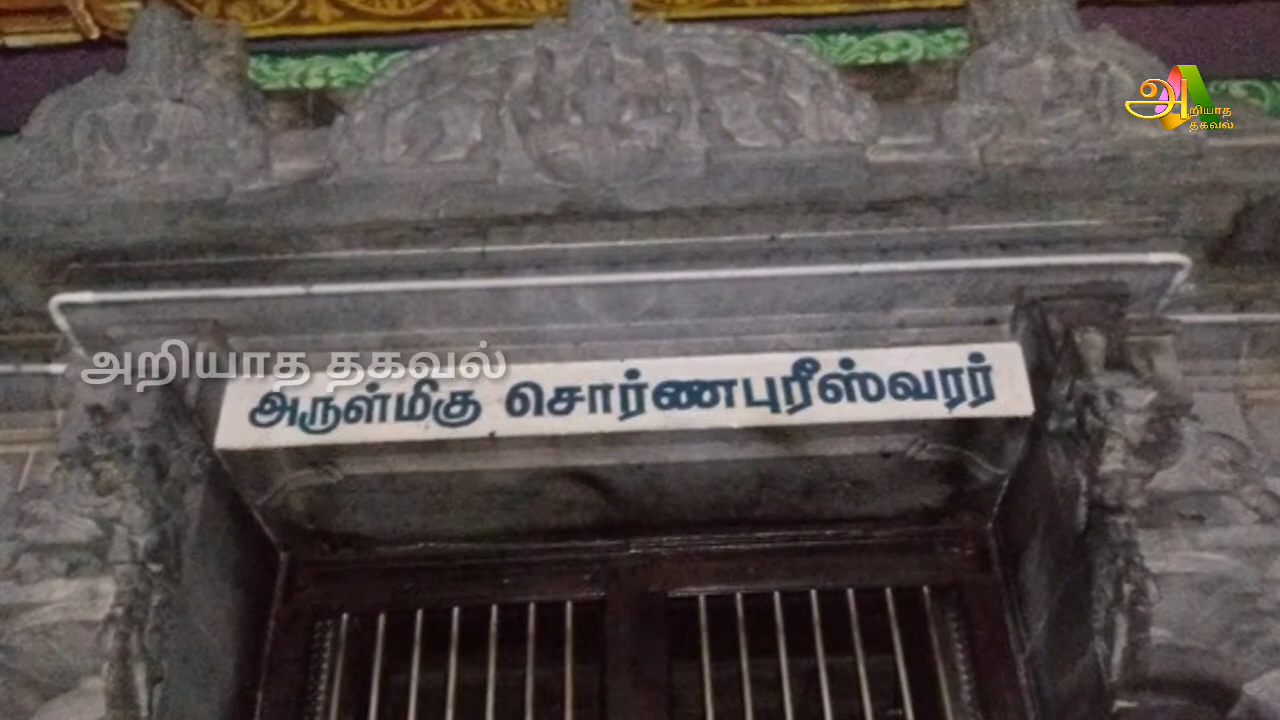 அறியாத
தகவல்
அறியாத தகவல்
அருள்மிகு சொர்ணபுரீஸ்வரர்